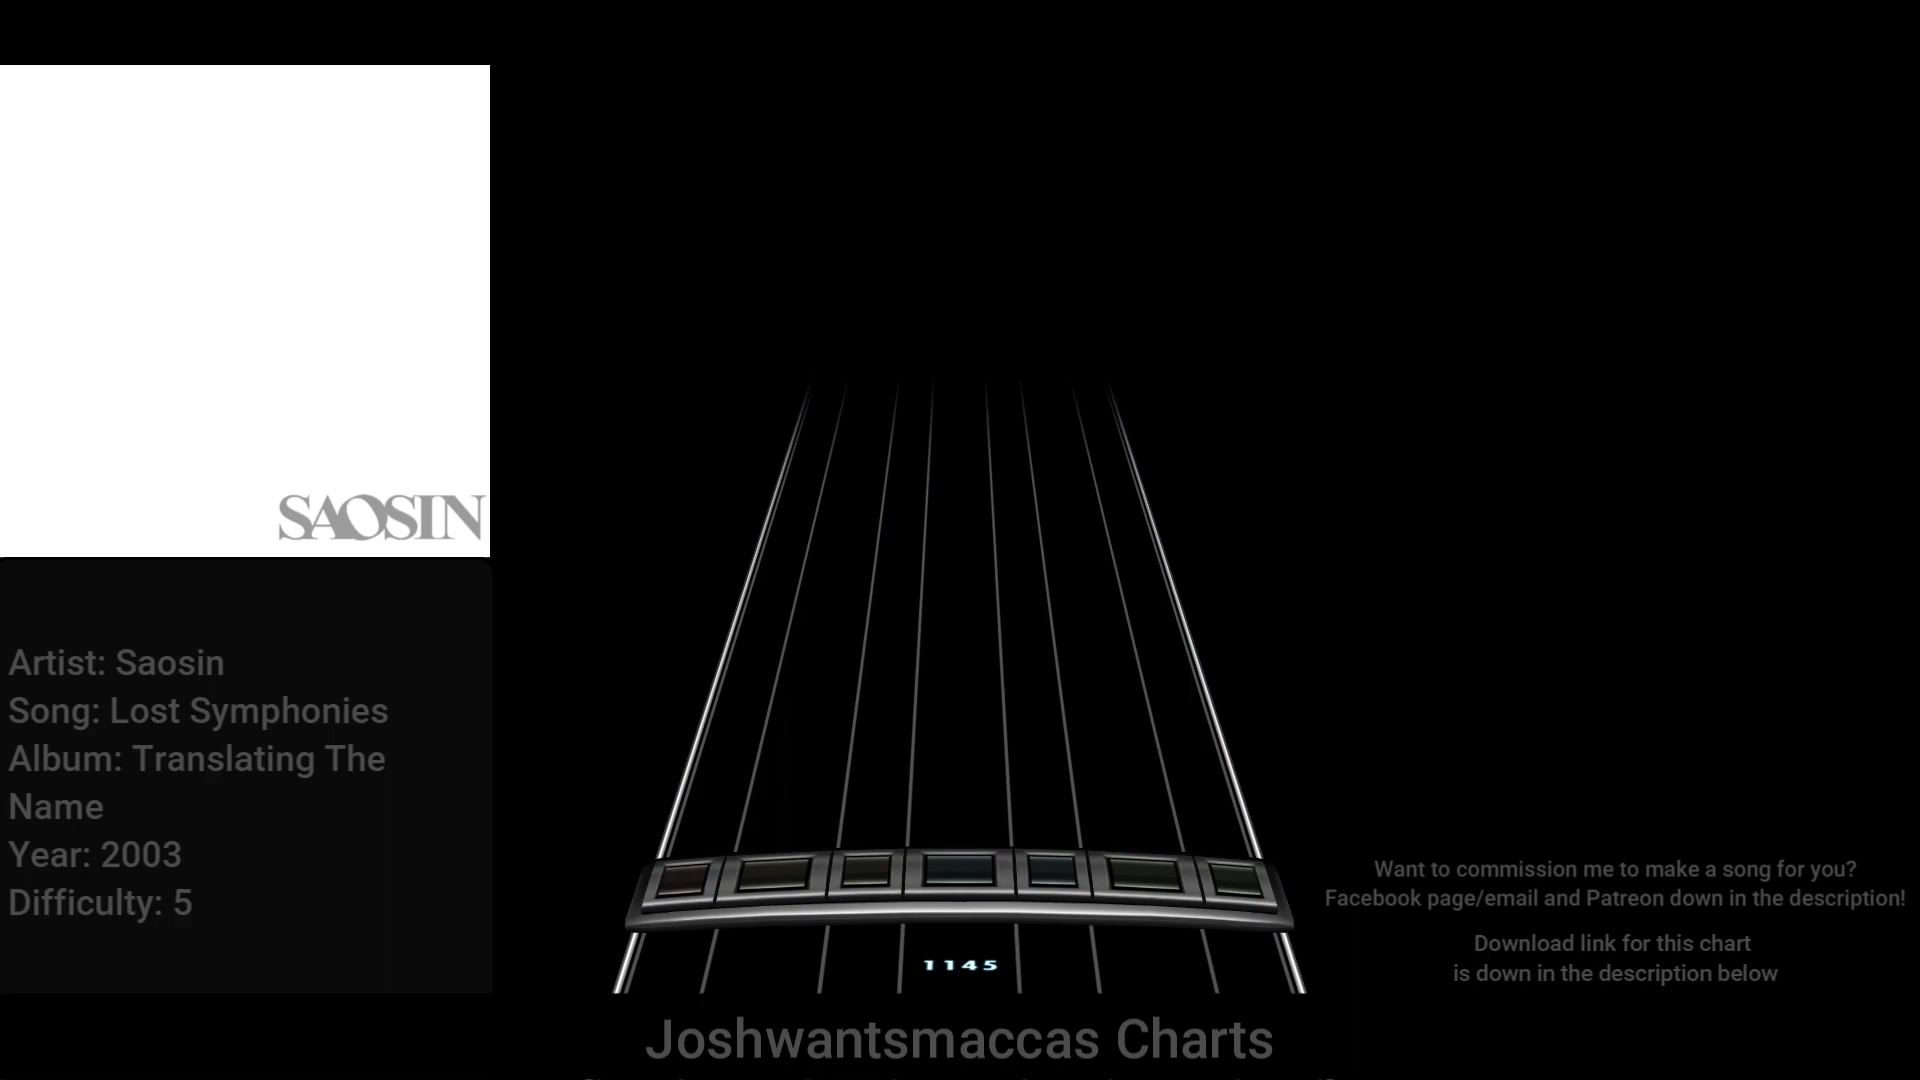 SAOSIN
Artist: Saosin
Song: Lost Symphonies
Album: Translating The
Name
Year: 2003
Difficulty: 5
1145
Want to commission me to make a song for you?
Facebook page/email and Patreon down in the description!
Download link for this chart
is down in the description below
Joshwantsmaccas Charts